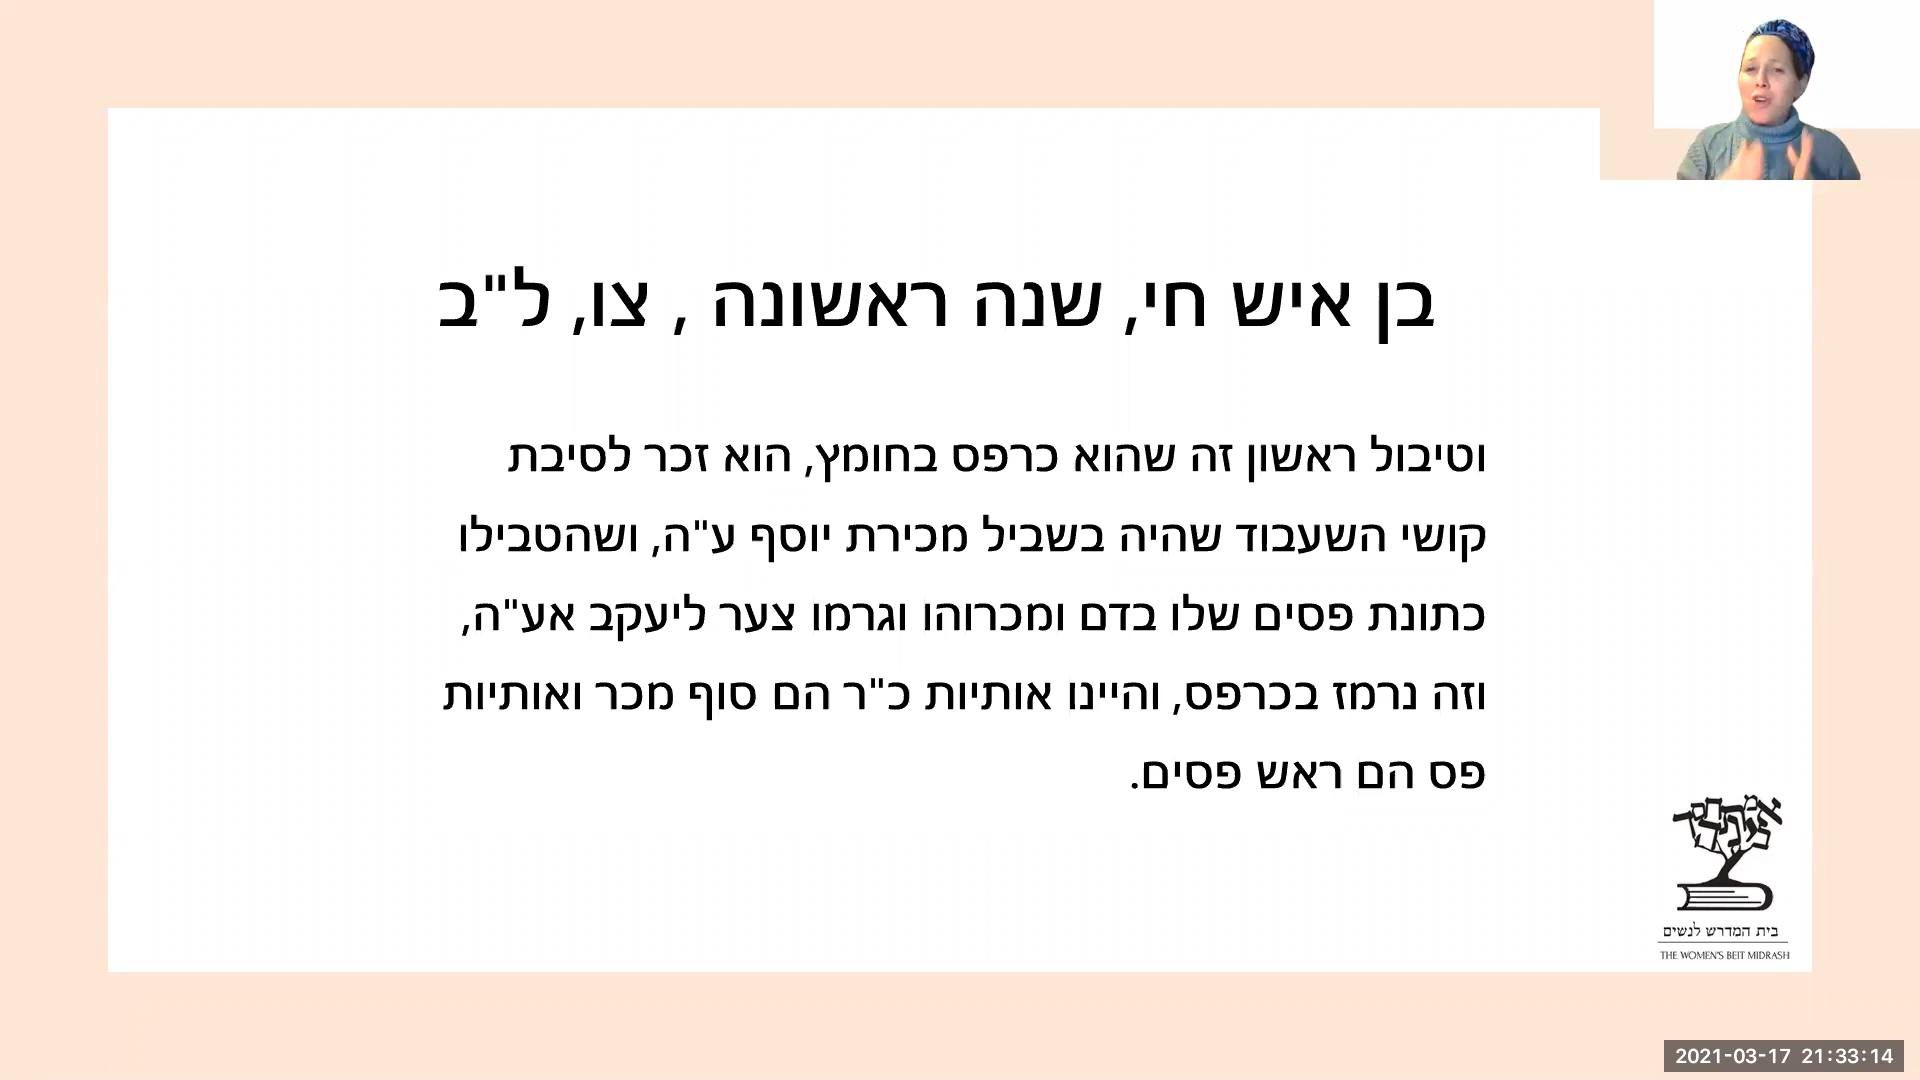 בן איש חי, שנה ראשונה , צו, ל"ב
וטיבול ראשון זה שהוא כרפס בחומץ, הוא זכר לסיבת
קושי השעבוד שהיה בשביל מכירת יוסף ע"ה, ושהטבילו
כתונת פסים שלו בדם ומכרוהו וגרמו צער ליעקב אע"ה,
וזה נרמז בכרפס, והיינו אותיות כ"ר הם סוף מכר ואותיות
פס הם ראש פסים.
בית המדרש לנשים
THE WOMEN'S BEIT MIDRASH
2021-03-17 21:33:14